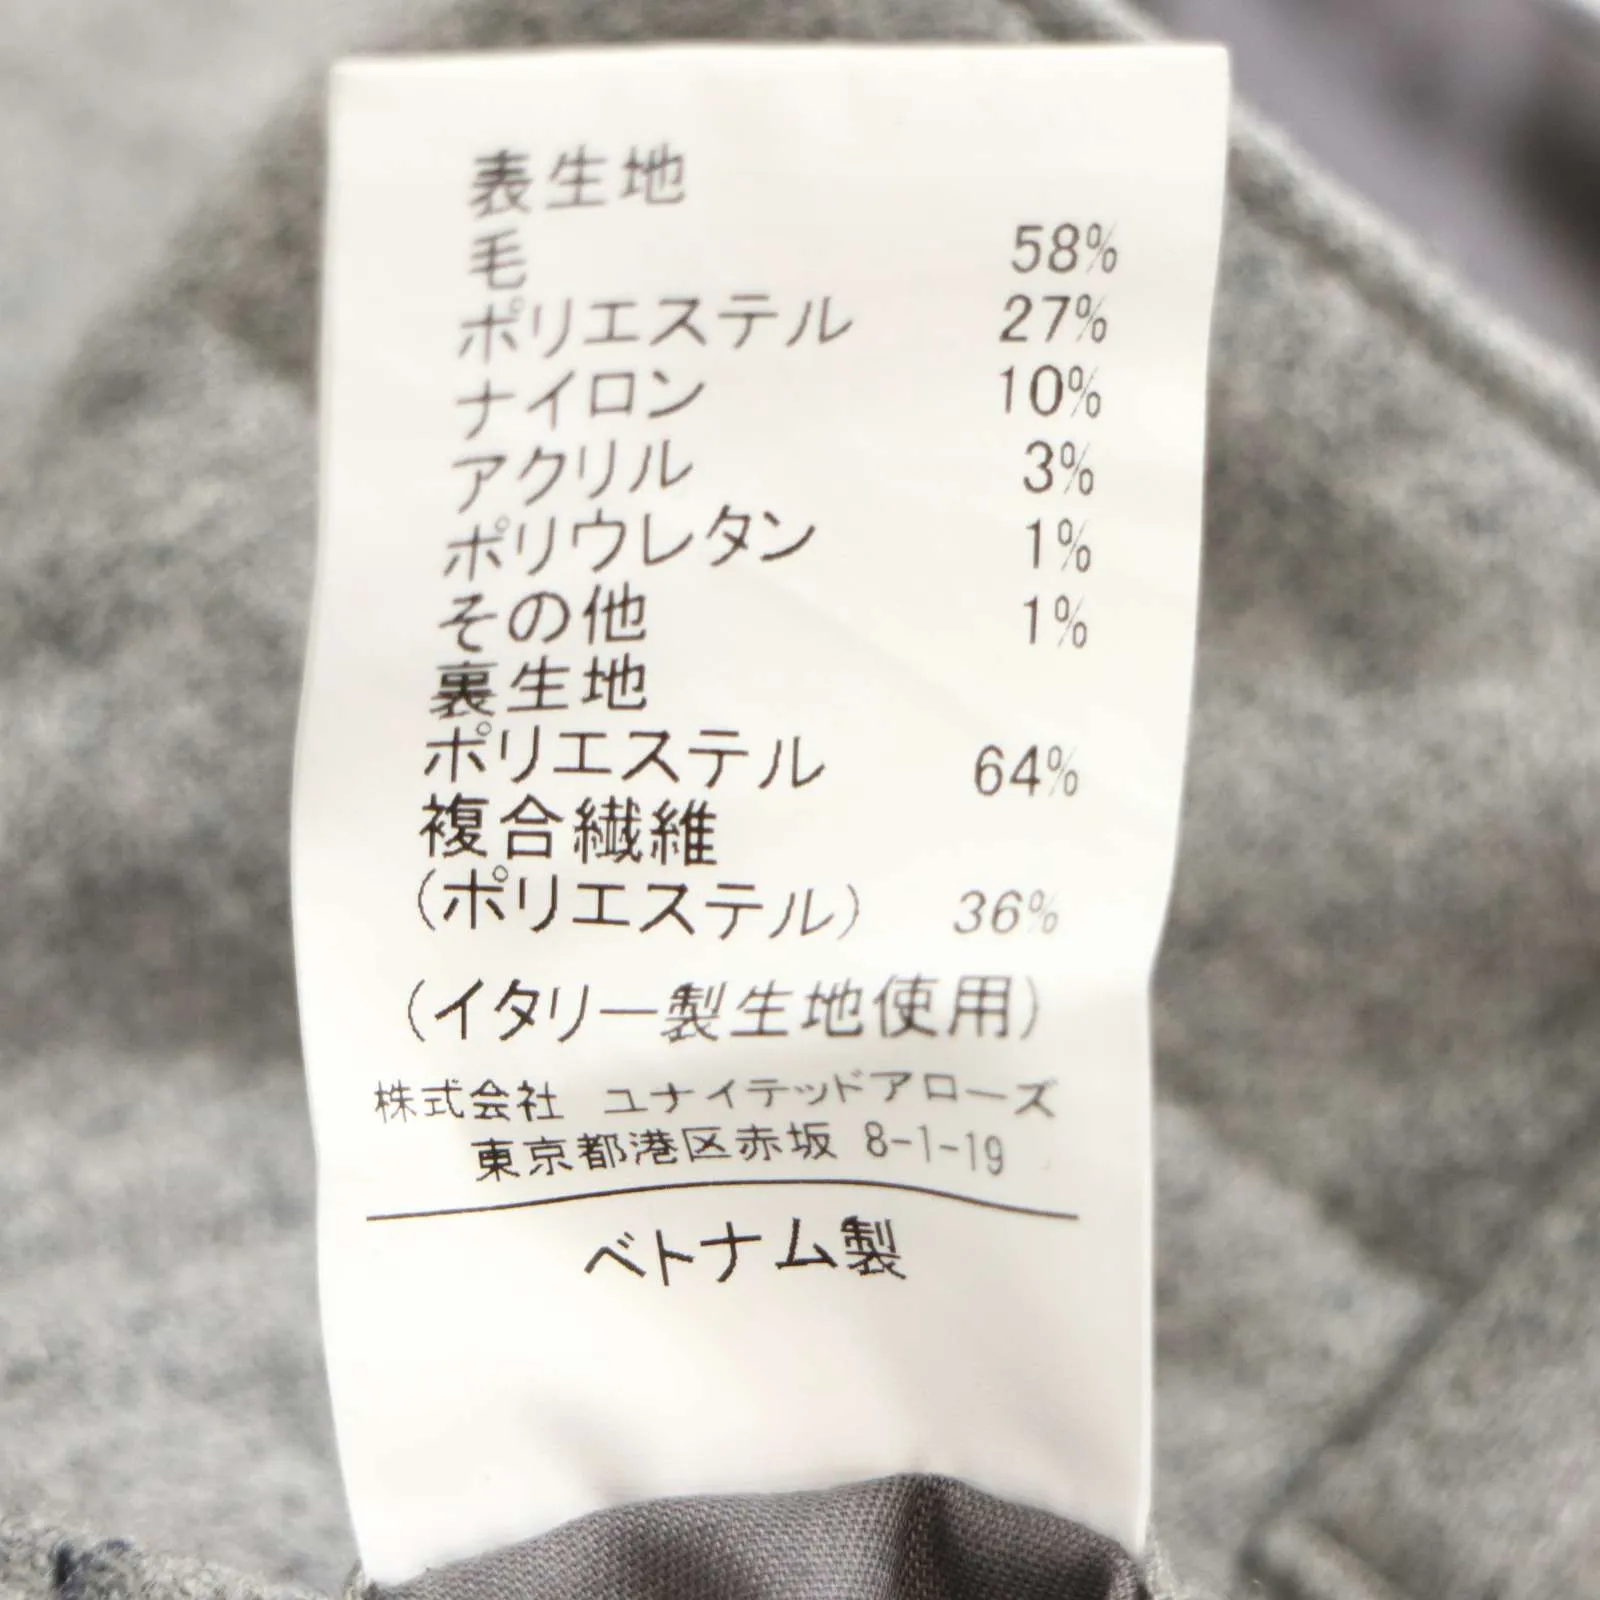 表生地
毛 58%
ポリエステル 27%
ナイロン 10%
アクリル 3%
ポリウレタン 1%
その他 1%
裏生地
ポリエステル 64%
複合繊維
(ポリエステル) 36%
(イタリー製生地使用)
株式会社 ユナイテッドアローズ
東京都港区赤坂 8-1-19
ベトナム製